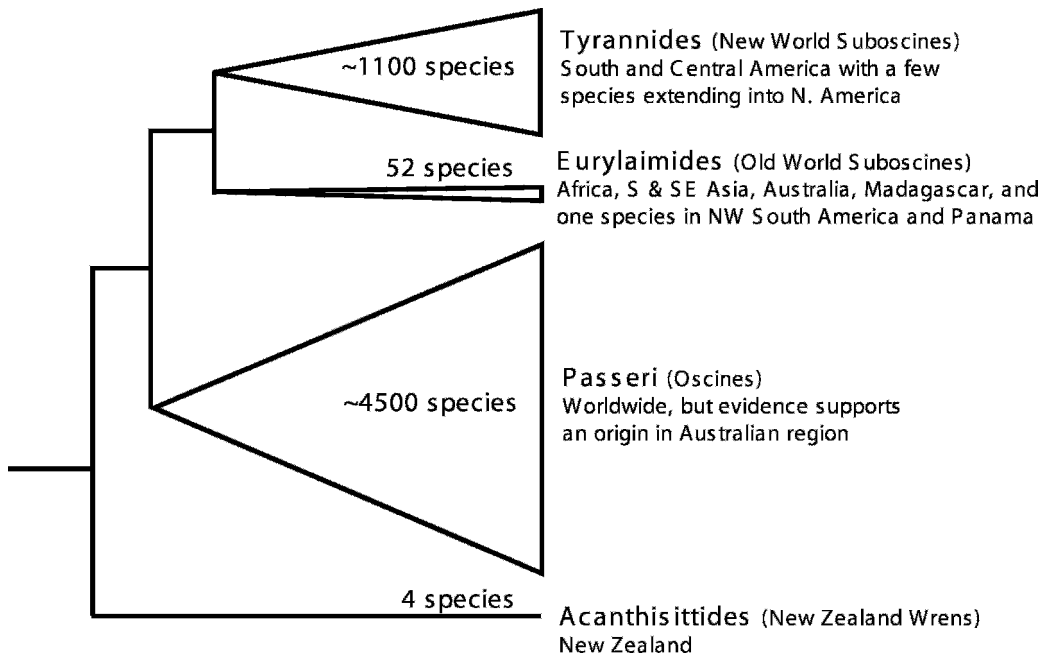 ~1100 species
Tyrannides (New World Suboscines)
South and Central America with a few
species extending into N. America
52 species
Eurylaimides (Old World Suboscines)
Africa, S & SE Asia, Australia, Madagascar, and
one species in NW South America and Panama
~4500 species
Passeri (Oscines)
Worldwide, but evidence supports
an origin in Australian region
4 species
Acanthisittides (New Zealand Wrens)
New Zealand